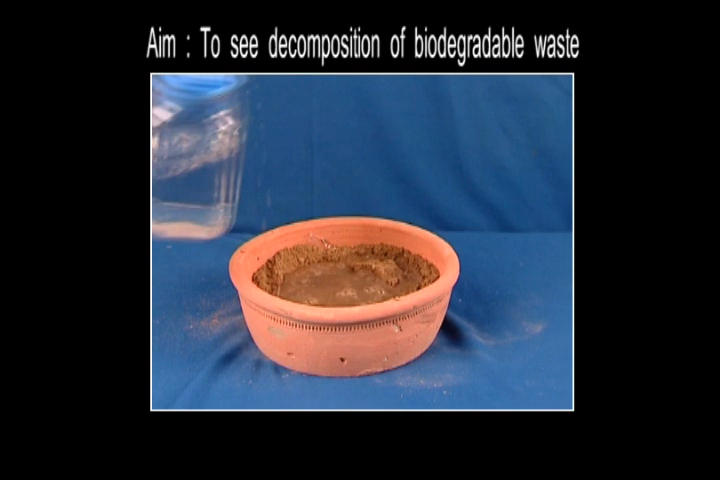 Aim : To see decomposition of biodegradable waste